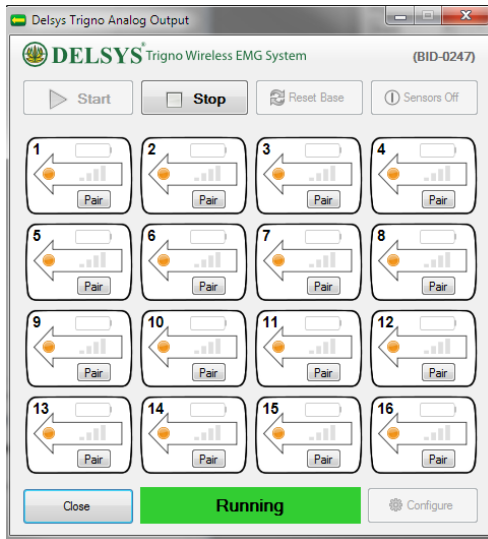 Delsys Trigno Analog Output
DELSYS® Trigno Wireless EMG System (BID-0247)
Start Stop Reset Base Sensors Off
1 2 3 4
Pair Pair Pair Pair
5 6 7 8
Pair Pair Pair Pair
9 10 11 12
Pair Pair Pair Pair
13 14 15 16
Pair Pair Pair Pair
Close Running Configure